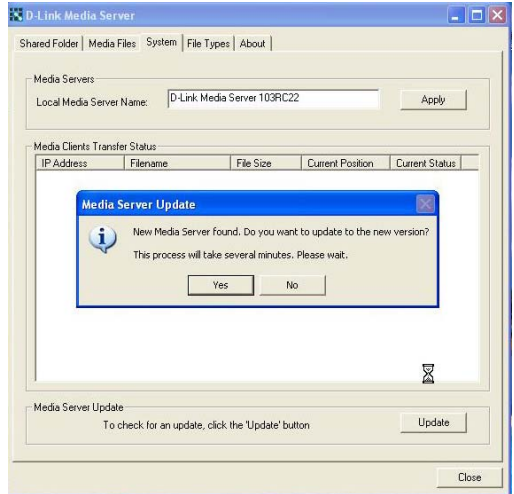 D-Link Media Server
Shared Folder Media Files System File Types About
Media Servers
Local Media Server Name: D-Link Media Server 103RC22 Apply
Media Clients Transfer Status
IP Address Filename File Size Current Position Current Status
Media Server Update
New Media Server found. Do you want to update to the new version?
This process will take several minutes. Please wait.
Yes No
Media Server Update
To check for an update, click the 'Update' button Update
Close